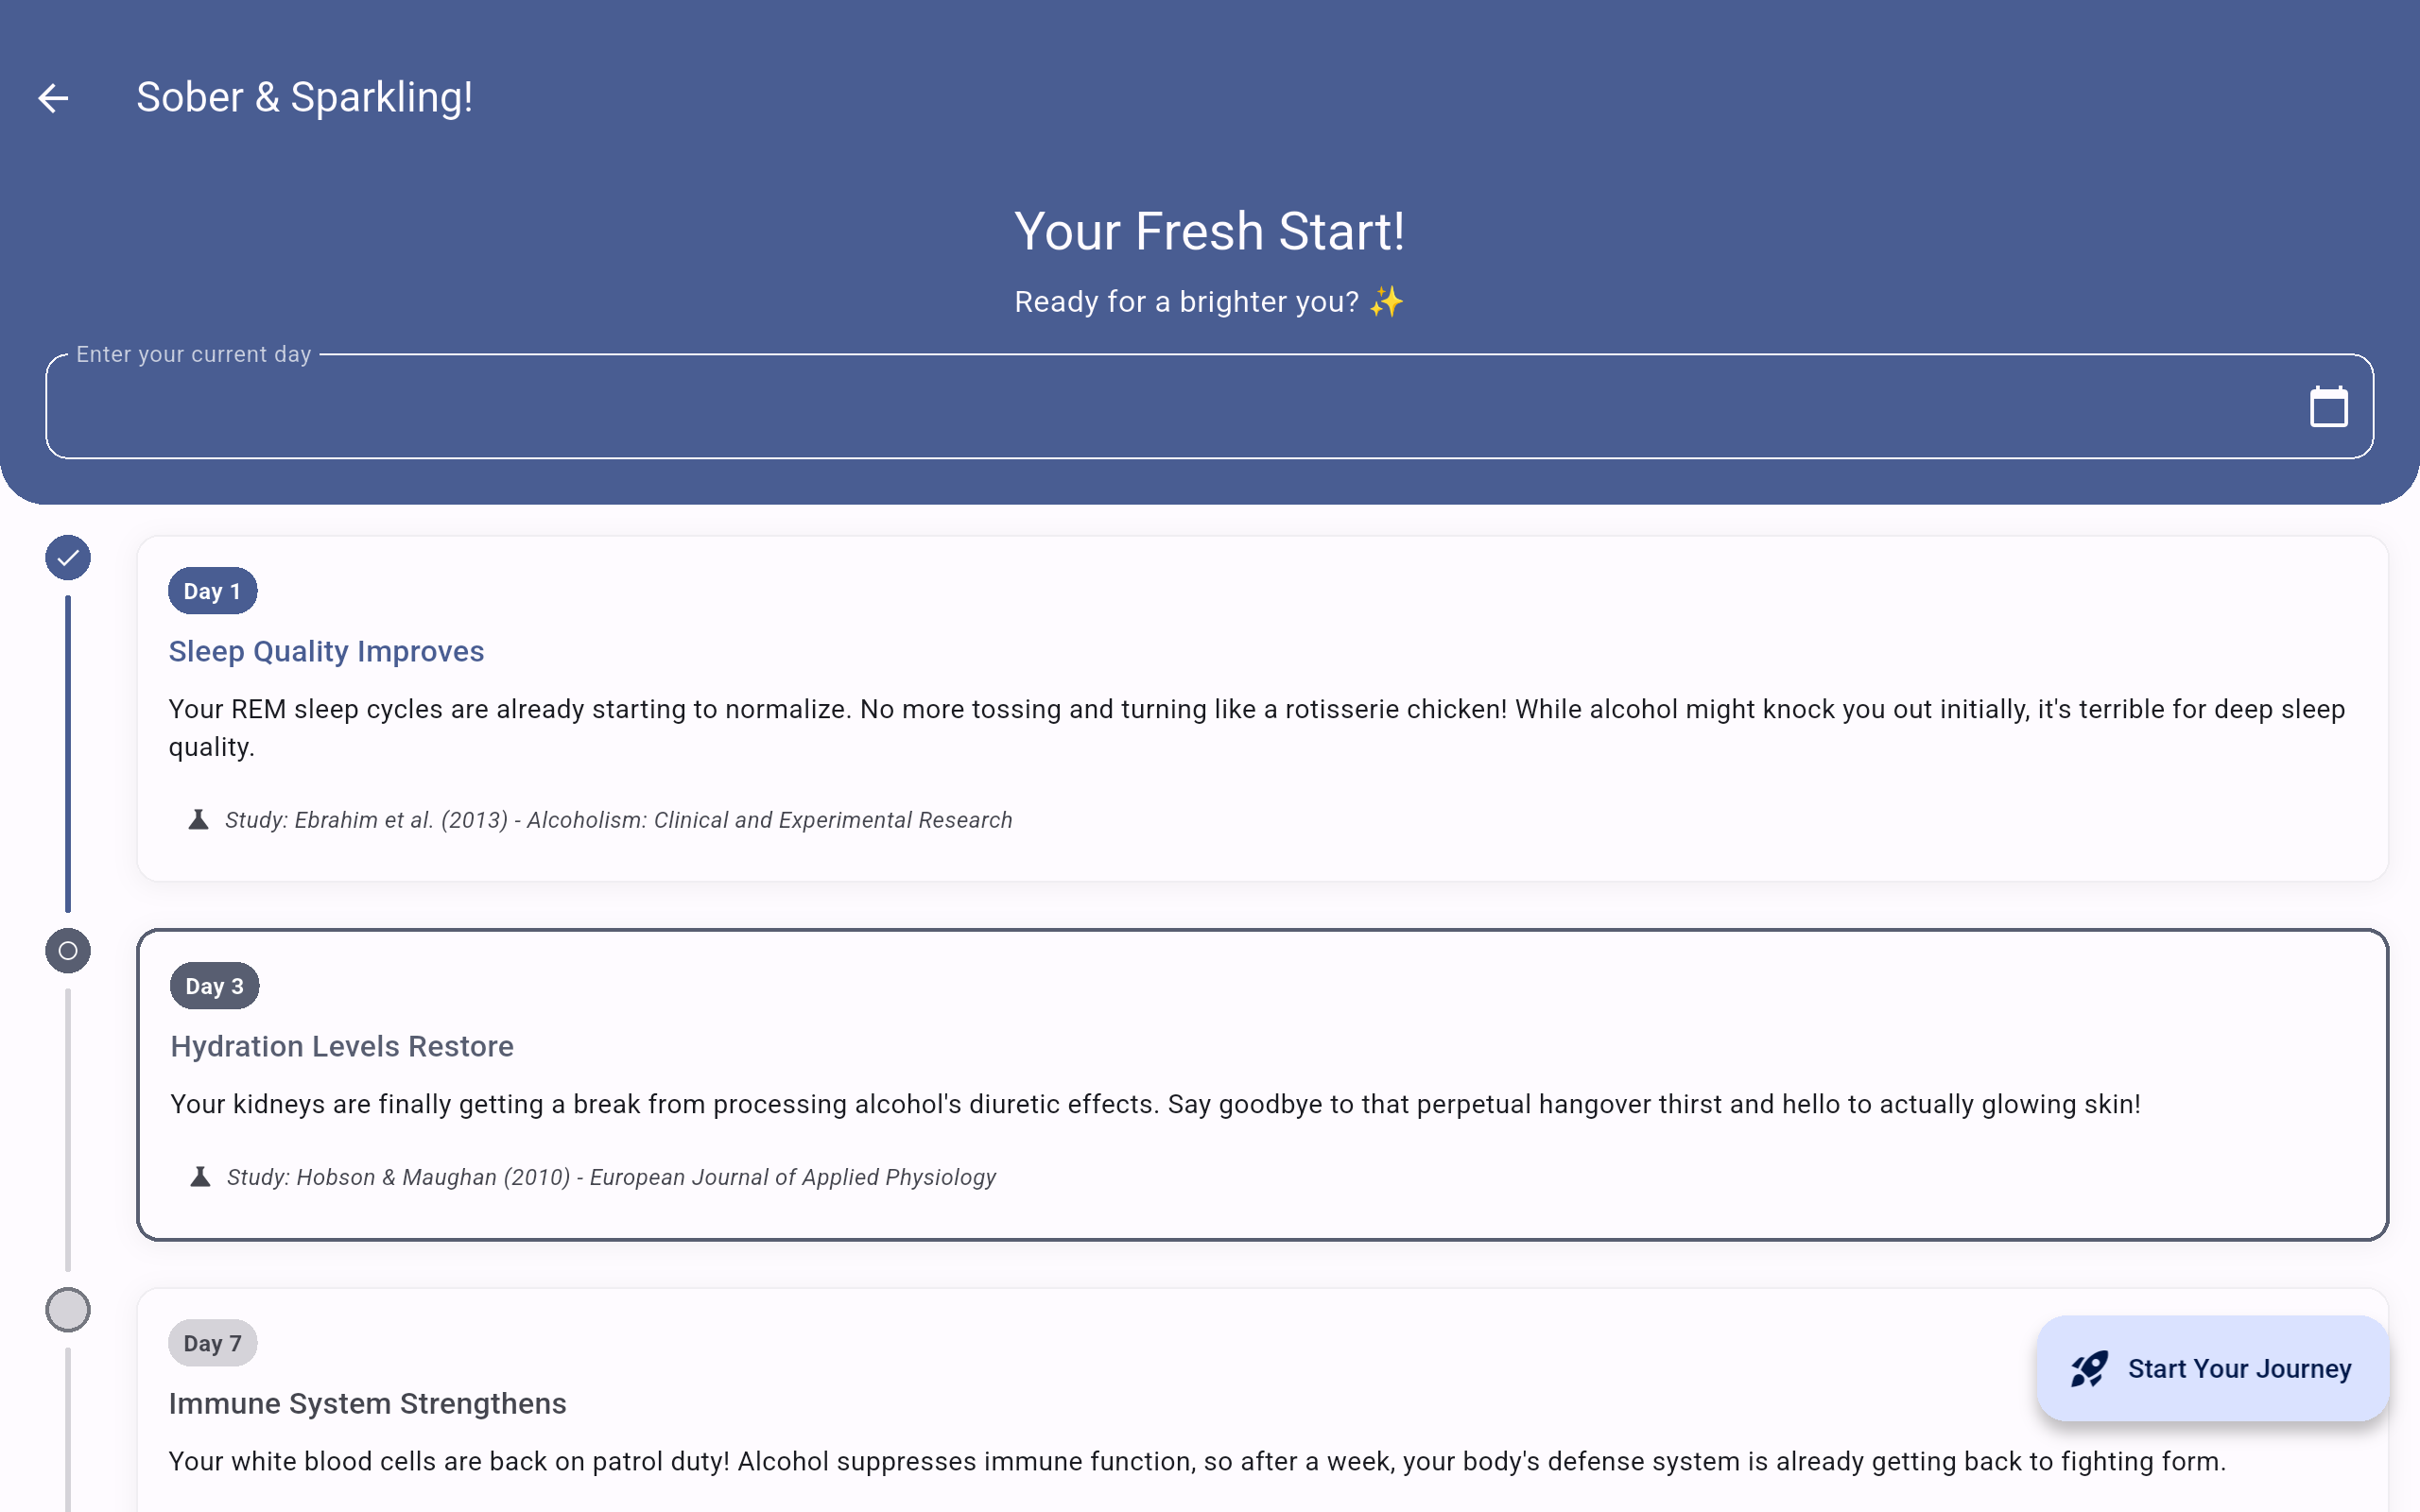 Sober & Sparkling!
Your Fresh Start!
Ready for a brighter you? ✨
Enter your current day
Day 1
Sleep Quality Improves
Your REM sleep cycles are already starting to normalize. No more tossing and turning like a rotisserie chicken! While alcohol might knock you out initially, it's terrible for deep sleep
quality.
Study: Ebrahim et al. (2013) - Alcoholism: Clinical and Experimental Research
Day 3
Hydration Levels Restore
Your kidneys are finally getting a break from processing alcohol's diuretic effects. Say goodbye to that perpetual hangover thirst and hello to actually glowing skin!
Study: Hobson & Maughan (2010) - European Journal of Applied Physiology
Day 7
Immune System Strengthens
Your white blood cells are back on patrol duty! Alcohol suppresses immune function, so after a week, your body's defense system is already getting back to fighting form.
Start Your Journey